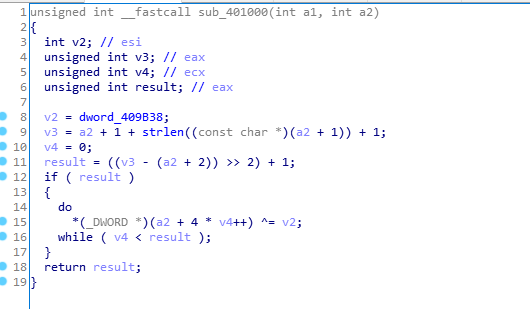 1 unsigned int __fastcall sub_401000(int a1, int a2)
2 {
3 int v2; // esi
4 unsigned int v3; // eax
5 unsigned int v4; // ecx
6 unsigned int result; // eax
7
8 v2 = dword_409B38;
9 v3 = a2 + 1 + strlen((const char *)(a2 + 1)) + 1;
10 v4 = 0;
11 result = ((v3 - (a2 + 2)) >> 2) + 1;
12 if ( result )
13 {
14 do
15 *(_DWORD *)(a2 + 4 * v4++) ^= v2;
16 while ( v4 < result );
17 }
18 return result;
19 }